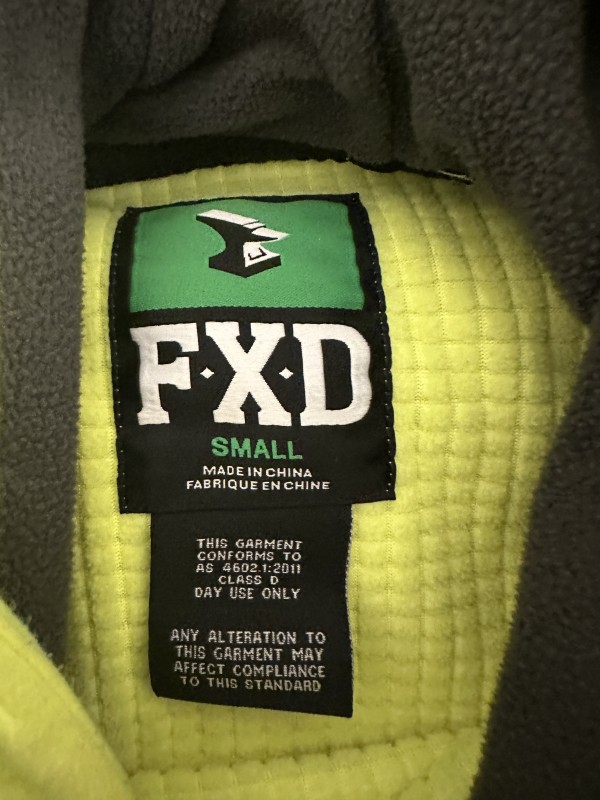 F·X·D
SMALL
MADE IN CHINA
FABRIQUE EN CHINE
THIS GARMENT
CONFORMS TO
AS 4602.1:2011
CLASS D
DAY USE ONLY
ANY ALTERATION TO
THIS GARMENT MAY
AFFECT COMPLIANCE
TO THIS STANDARD